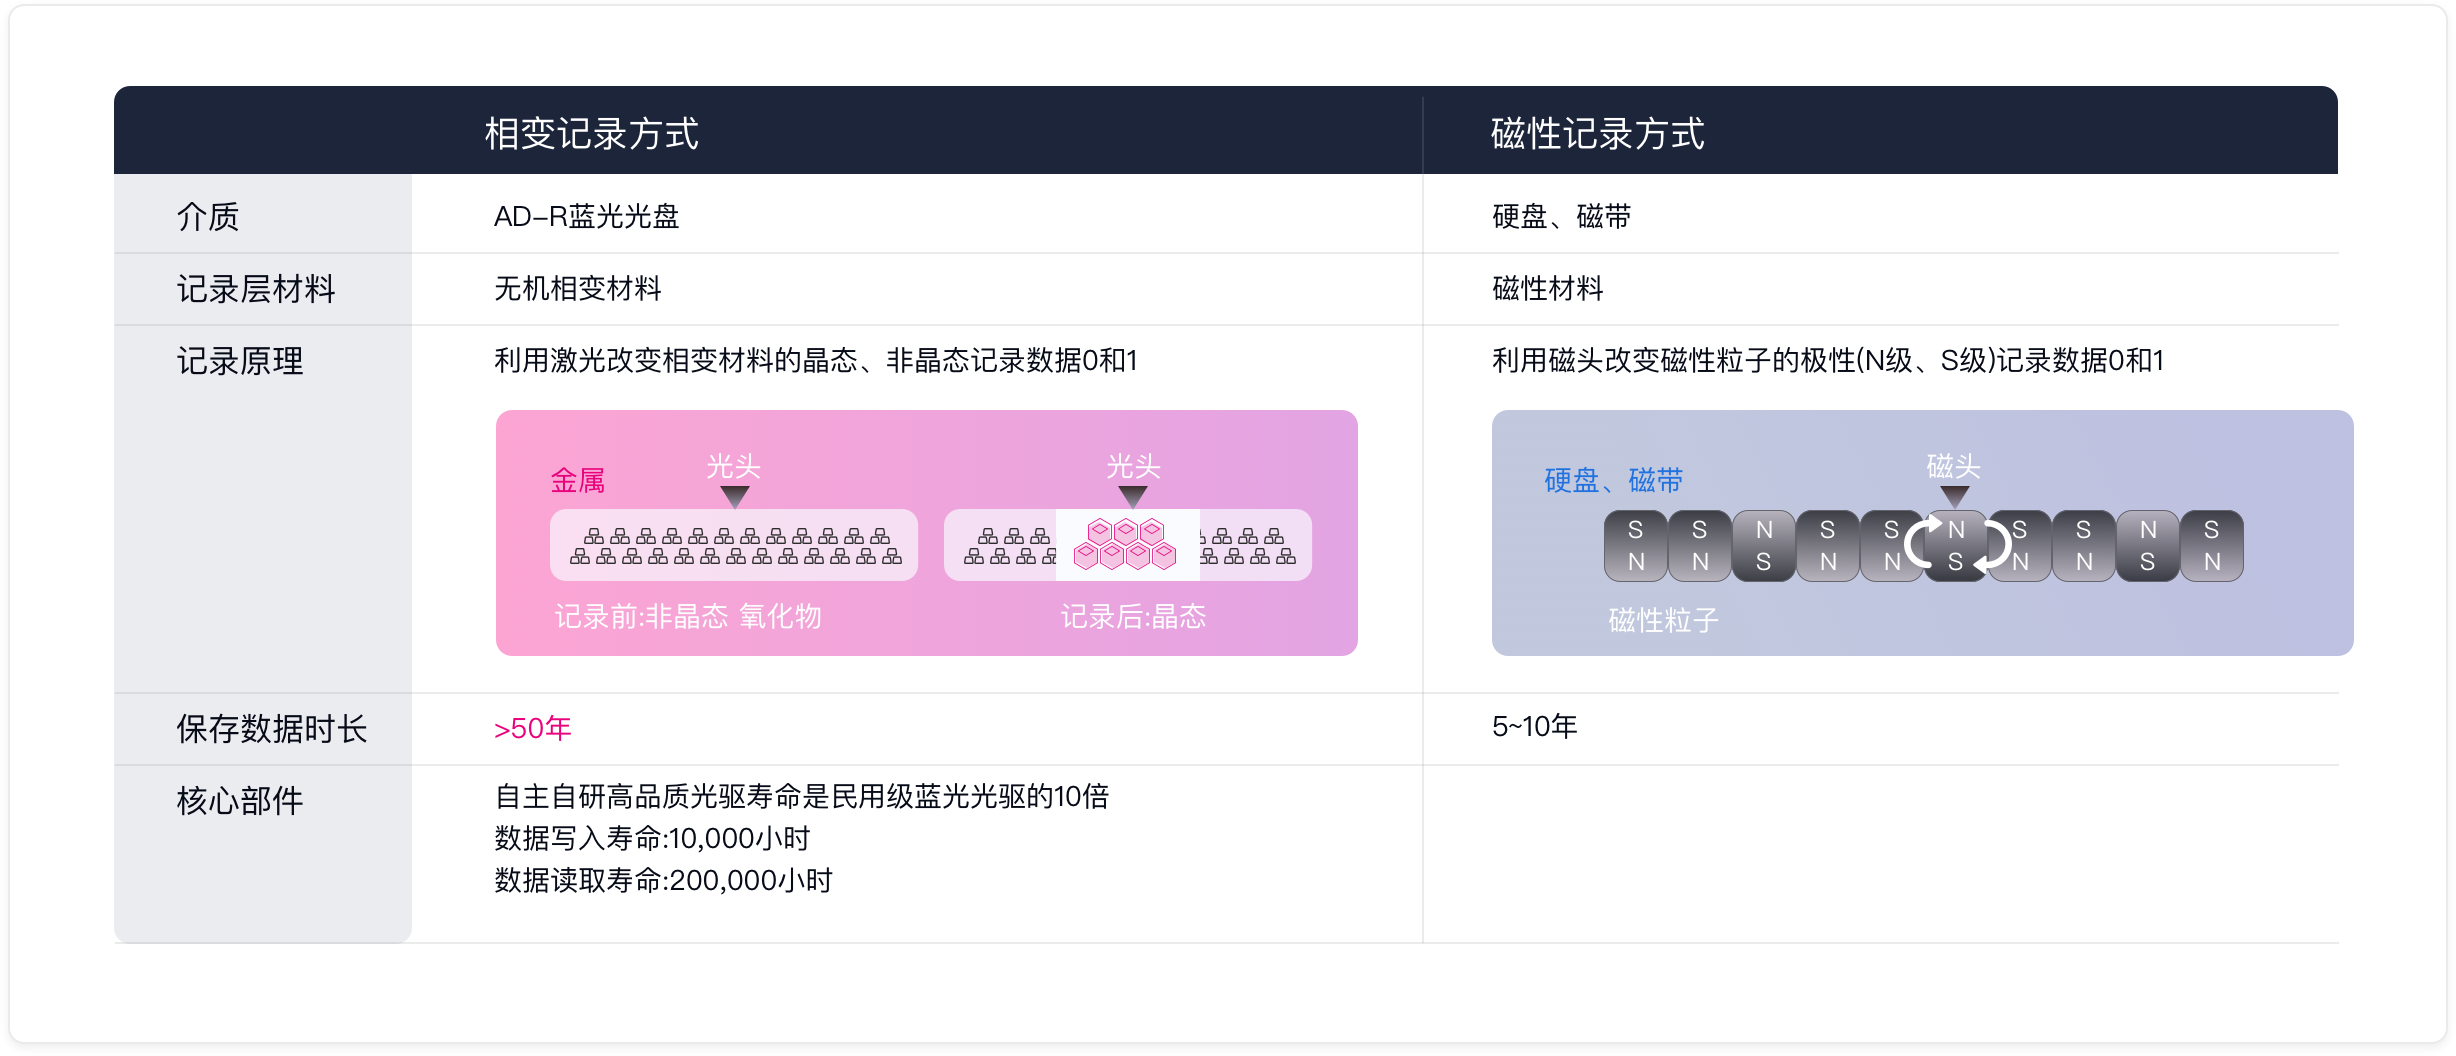 相变记录方式
磁性记录方式
介质
AD-R蓝光光盘
硬盘、磁带
记录层材料
无机相变材料
磁性材料
记录原理
利用激光改变相变材料的晶态、非晶态记录数据0和1
利用磁头改变磁性粒子的极性(N级、S级)记录数据0和1
金属
光头
光头
记录前:非晶态 氧化物
记录后:晶态
硬盘、磁带
磁头
S S N S S N S S N S
N N S N N S N N S N
磁性粒子
保存数据时长
>50年
5~10年
核心部件
自主自研高品质光驱寿命是民用级蓝光光驱的10倍
数据写入寿命:10,000小时
数据读取寿命:200,000小时